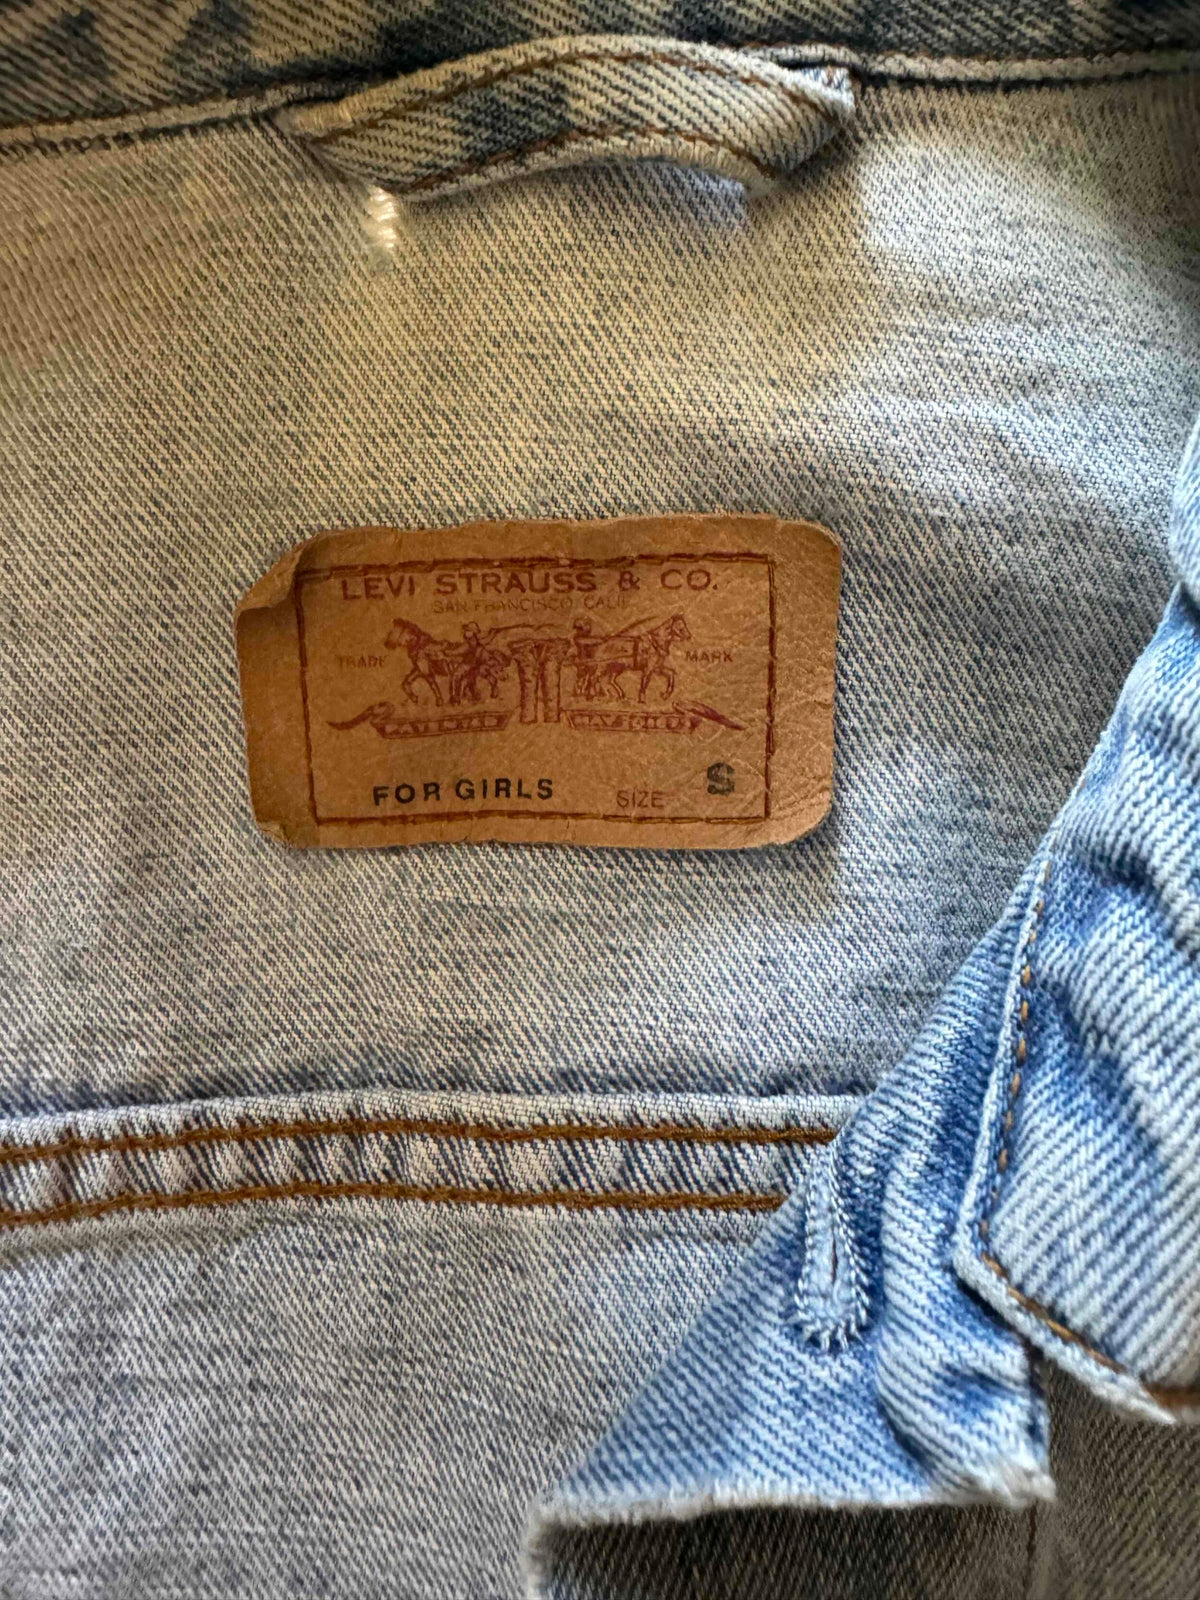 LEVI STRAUSS & CO.
SAN FRANCISCO CALIF.
TRADE MARK
FOR GIRLS SIZE S